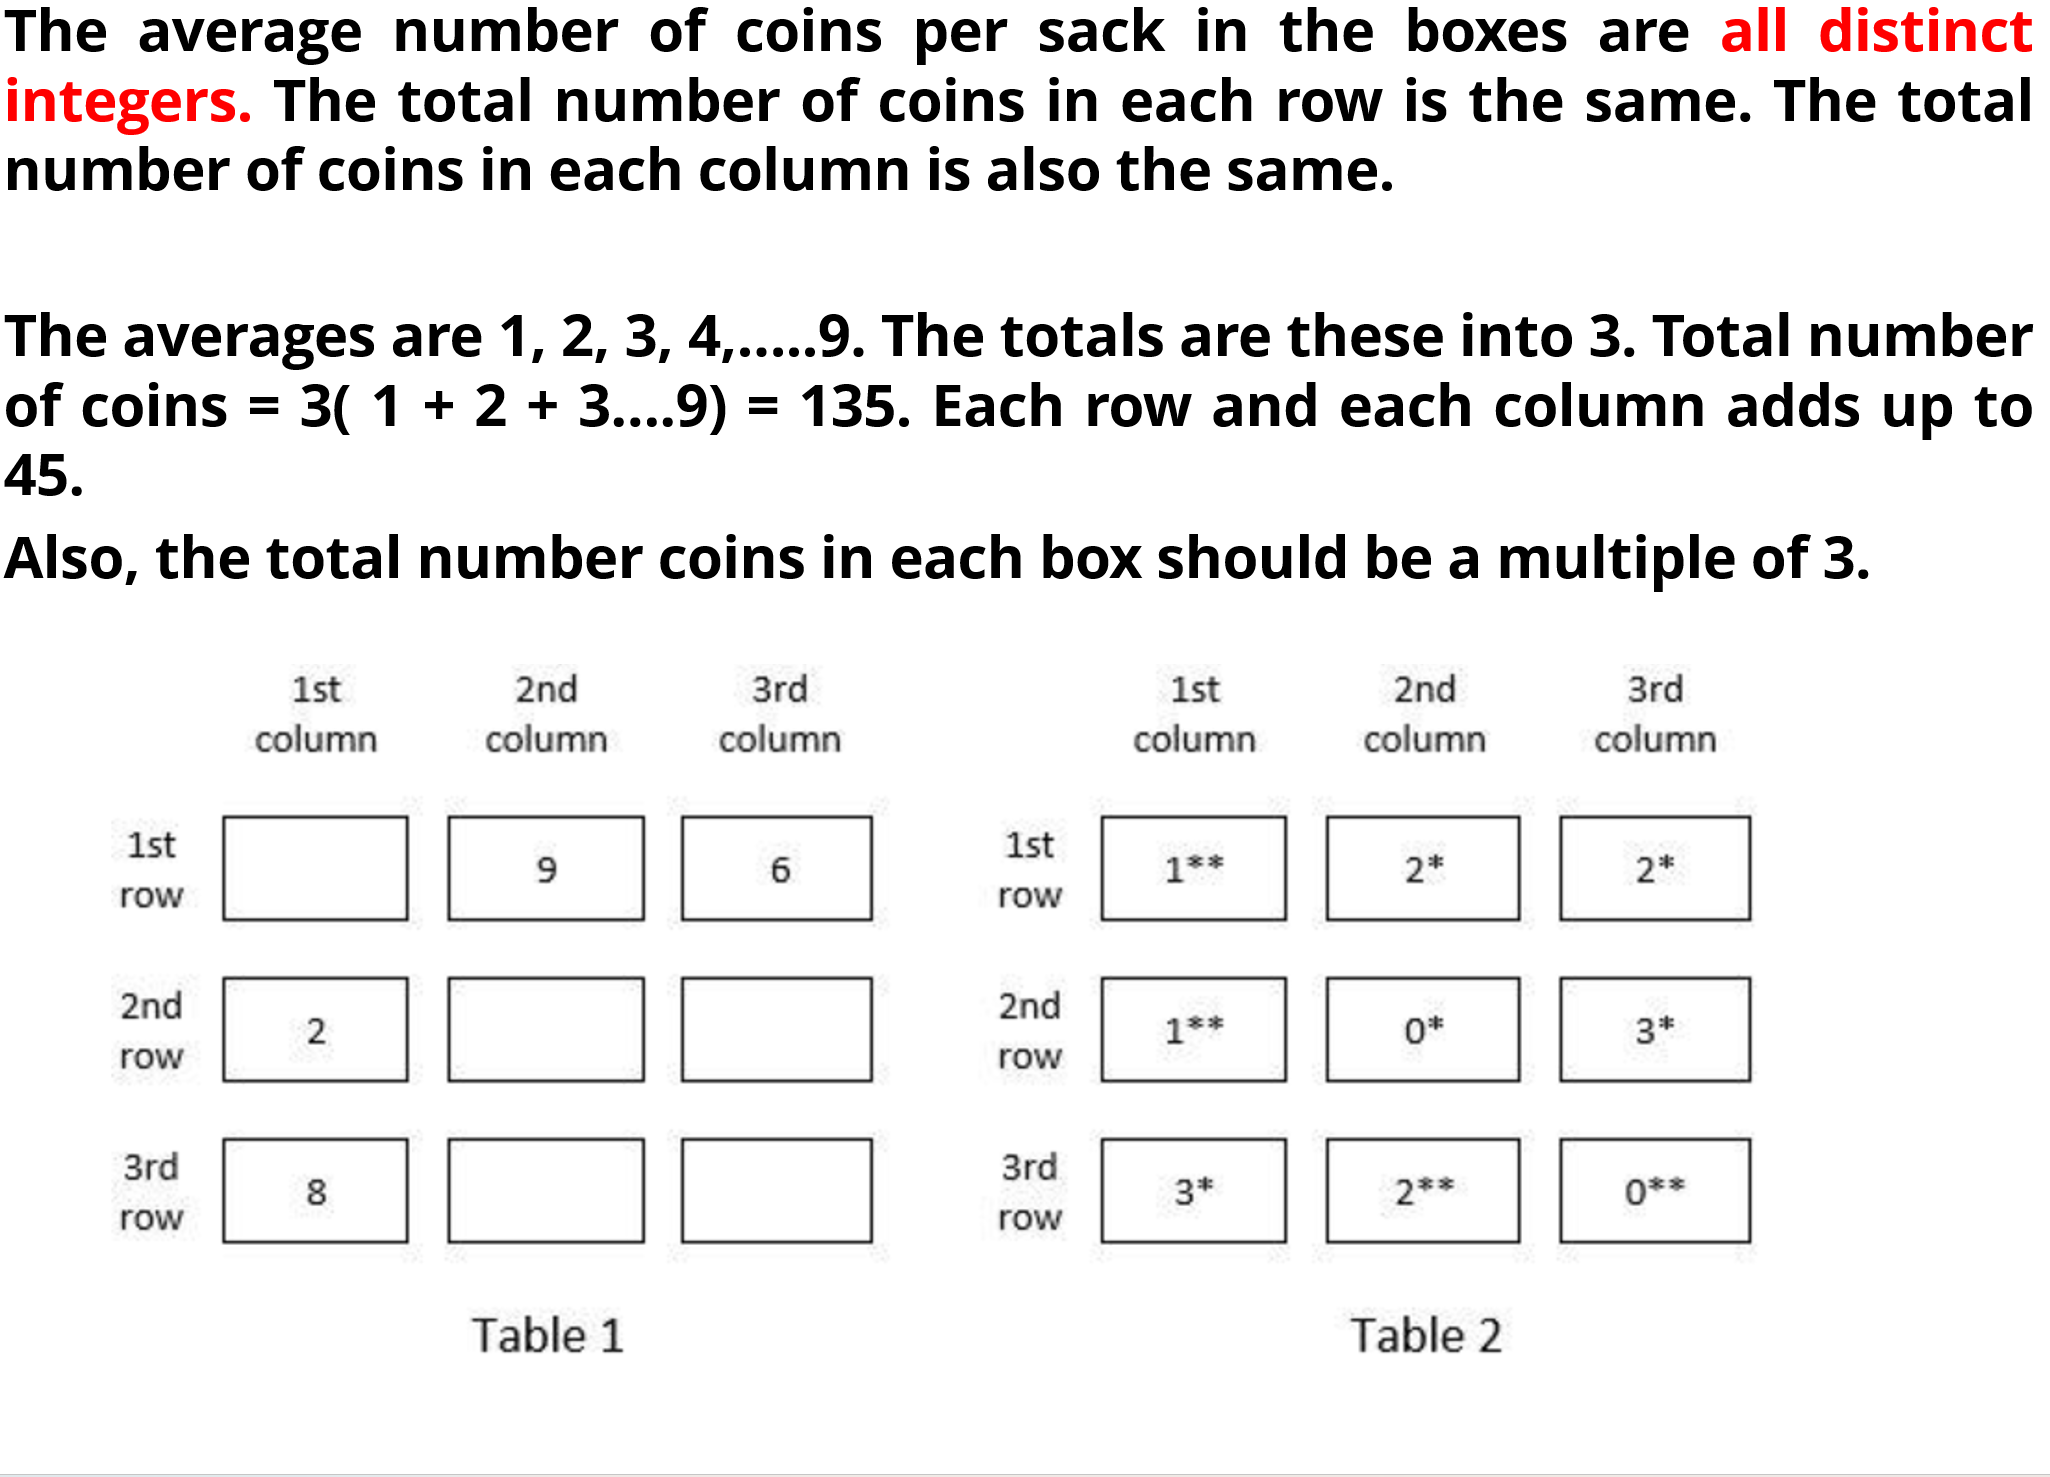 The average number of coins per sack in the boxes are all distinct
integers. The total number of coins in each row is the same. The total
number of coins in each column is also the same.
The averages are 1, 2, 3, 4,.....9. The totals are these into 3. Total number
of coins = 3( 1 + 2 + 3....9) = 135. Each row and each column adds up to
45.
Also, the total number coins in each box should be a multiple of 3.
1st column 2nd column 3rd column
1st row 9 6
2nd row 2
3rd row 8
Table 1
1st column 2nd column 3rd column
1st row 1** 2* 2*
2nd row 1** 0* 3*
3rd row 3* 2** 0**
Table 2